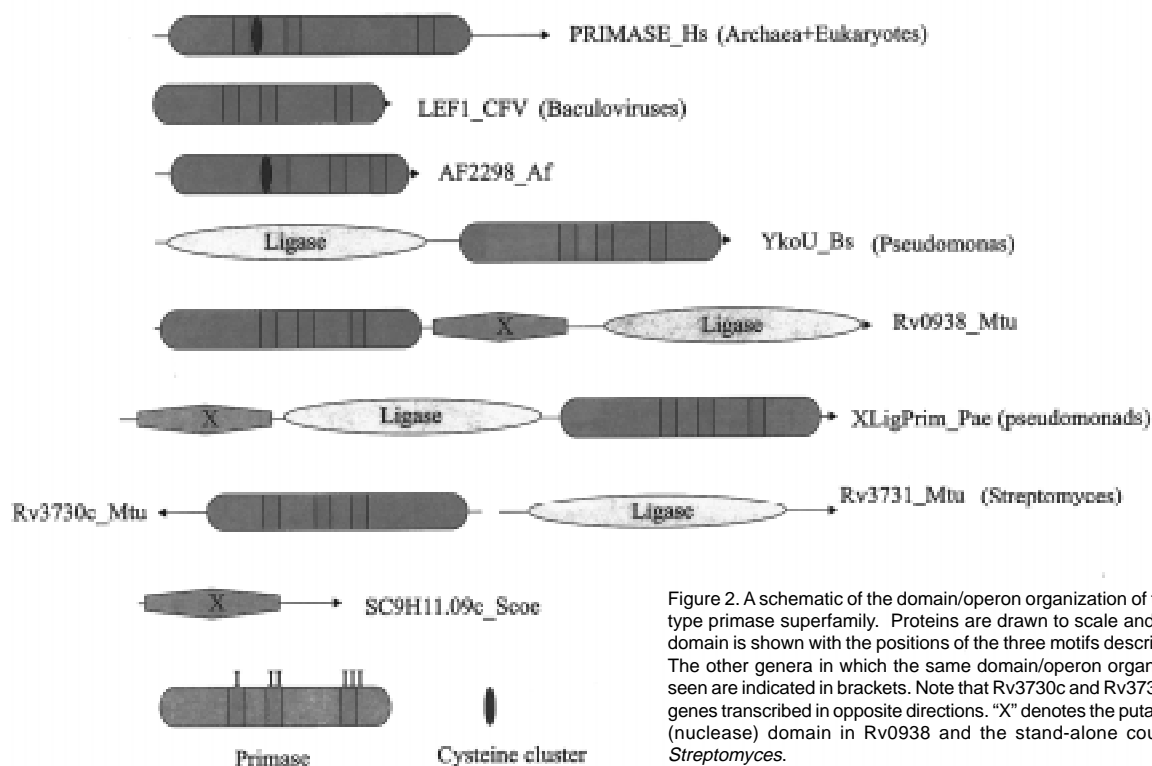 PRIMASE_Hs (Archaea+Eukaryotes)
LEF1_CFV (Baculoviruses)
AF2298_Af
Ligase
YkoU_Bs (Pseudomonas)
X
Ligase
Rv0938_Mtu
X
Ligase
XLigPrim_Pae (pseudomonads)
Rv3730c_Mtu
Ligase
Rv3731_Mtu (Streptomyces)
X
SC9H11.09c_Scoe
I II III
Primase
Cysteine cluster
Figure 2. A schematic of the domain/operon organization of
type primase superfamily. Proteins are drawn to scale and
domain is shown with the positions of the three motifs descri
The other genera in which the same domain/operon organ
seen are indicated in brackets. Note that Rv3730c and Rv373
genes transcribed in opposite directions. “X” denotes the puta
(nuclease) domain in Rv0938 and the stand-alone cou
Streptomyces.